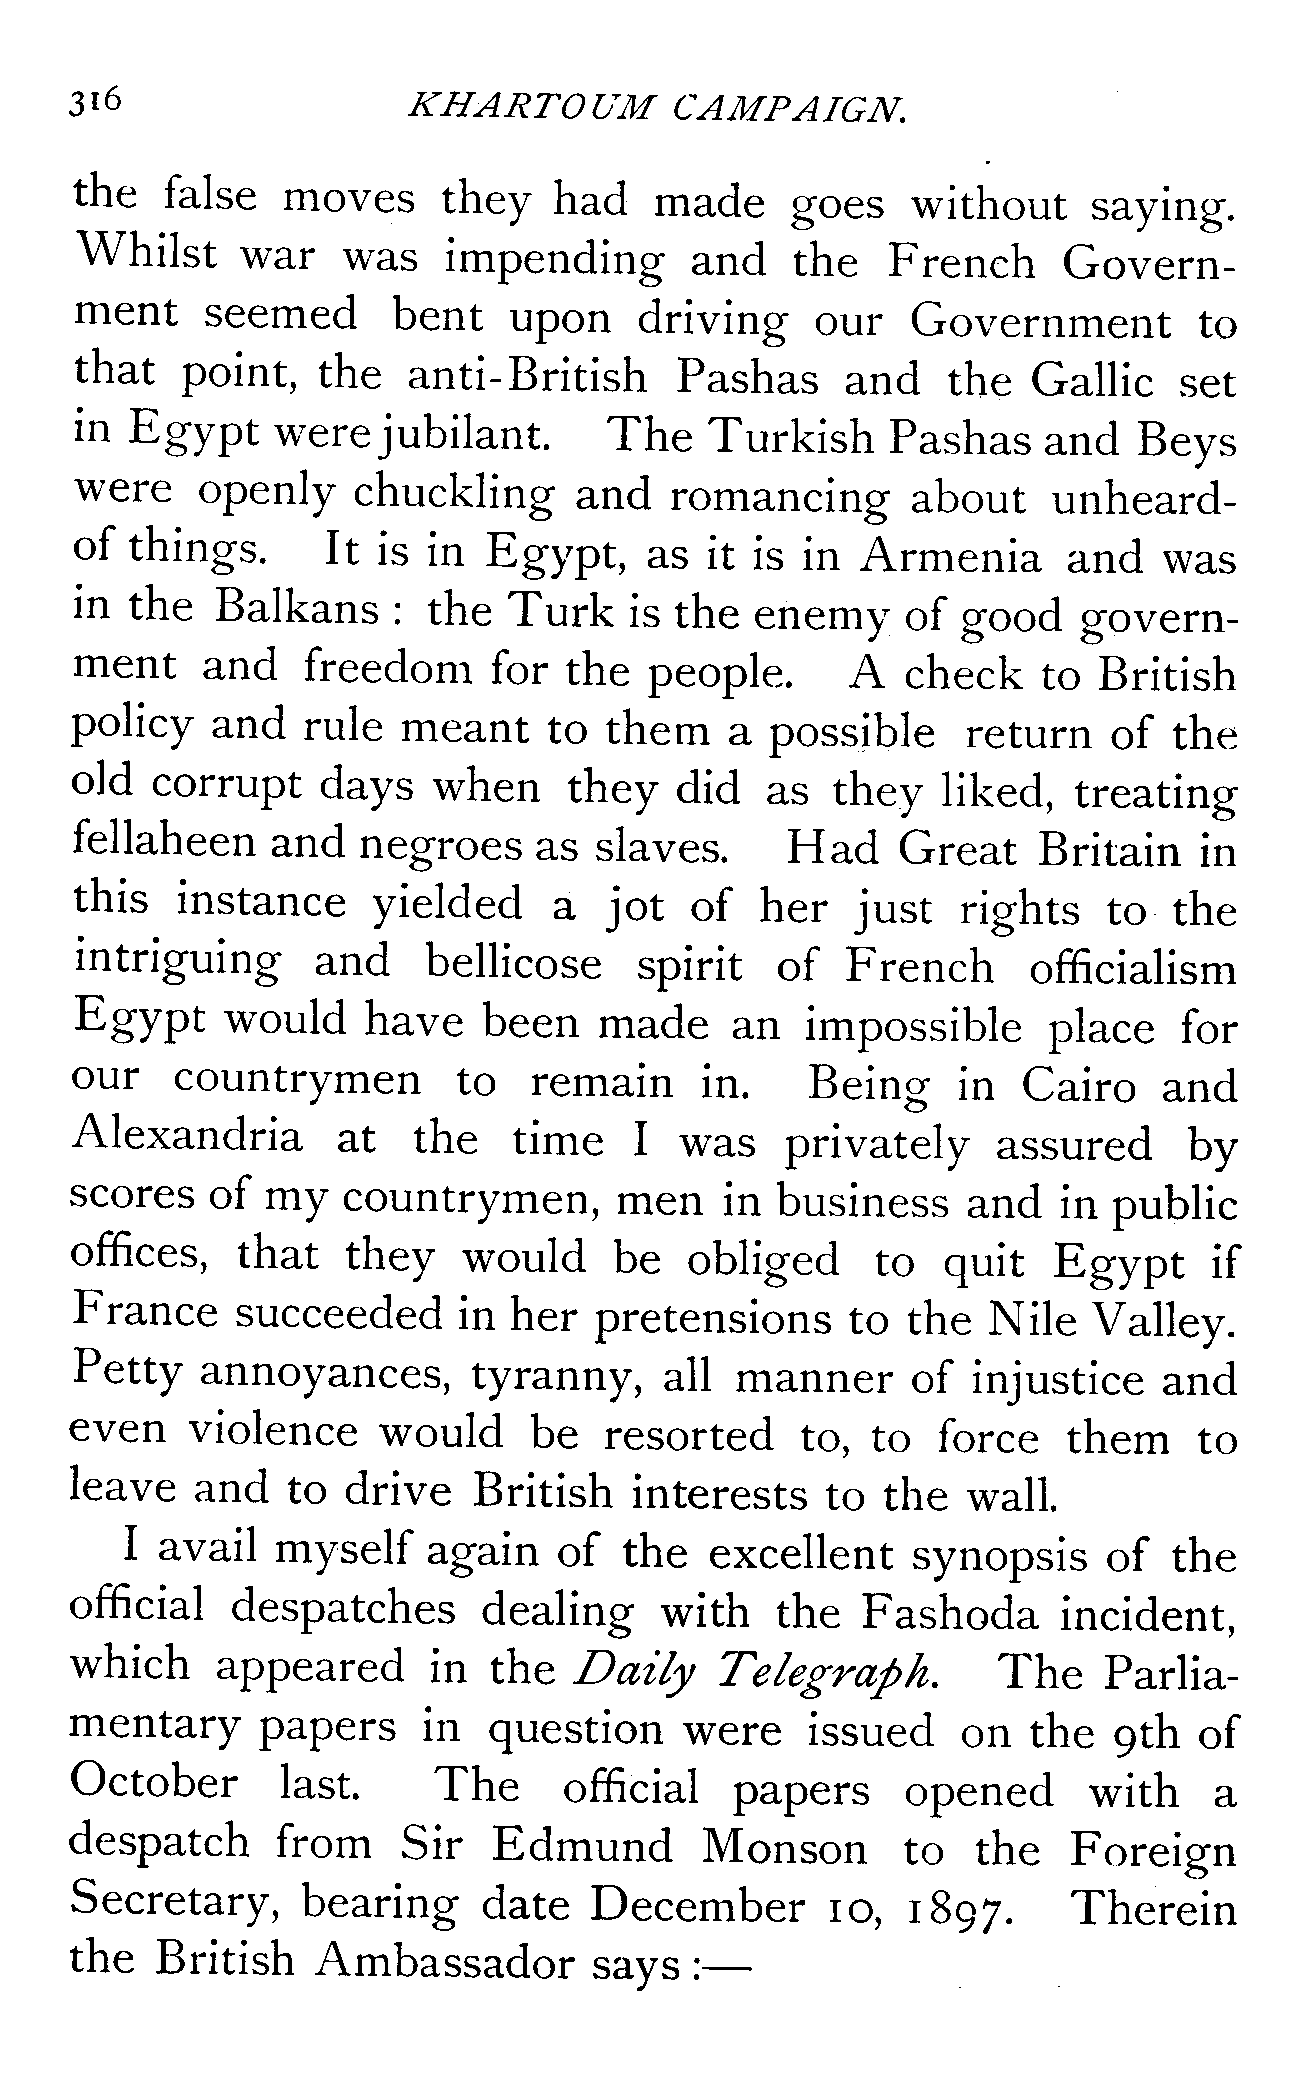 316 KHARTOUM CAMPAIGN.
the false moves they had made goes without saying.
Whilst war was impending and the French Govern-
ment seemed bent upon driving our Government to
that point, the anti-British Pashas and the Gallic set
in Egypt were jubilant. The Turkish Pashas and Beys
were openly chuckling and romancing about unheard-
of things. It is in Egypt, as it is in Armenia and was
in the Balkans : the Turk is the enemy of good govern-
ment and freedom for the people. A check to British
policy and rule meant to them a possible return of the
old corrupt days when they did as they liked, treating
fellaheen and negroes as slaves. Had Great Britain in
this instance yielded a jot of her just rights to the
intriguing and bellicose spirit of French officialism
Egypt would have been made an impossible place for
our countrymen to remain in. Being in Cairo and
Alexandria at the time I was privately assured by
scores of my countrymen, men in business and in public
offices, that they would be obliged to quit Egypt if
France succeeded in her pretensions to the Nile Valley.
Petty annoyances, tyranny, all manner of injustice and
even violence would be resorted to, to force them to
leave and to drive British interests to the wall.
I avail myself again of the excellent synopsis of the
official despatches dealing with the Fashoda incident,
which appeared in the Daily Telegraph. The Parlia-
mentary papers in question were issued on the 9th of
October last. The official papers opened with a
despatch from Sir Edmund Monson to the Foreign
Secretary, bearing date December 10, 1897. Therein
the British Ambassador says :—